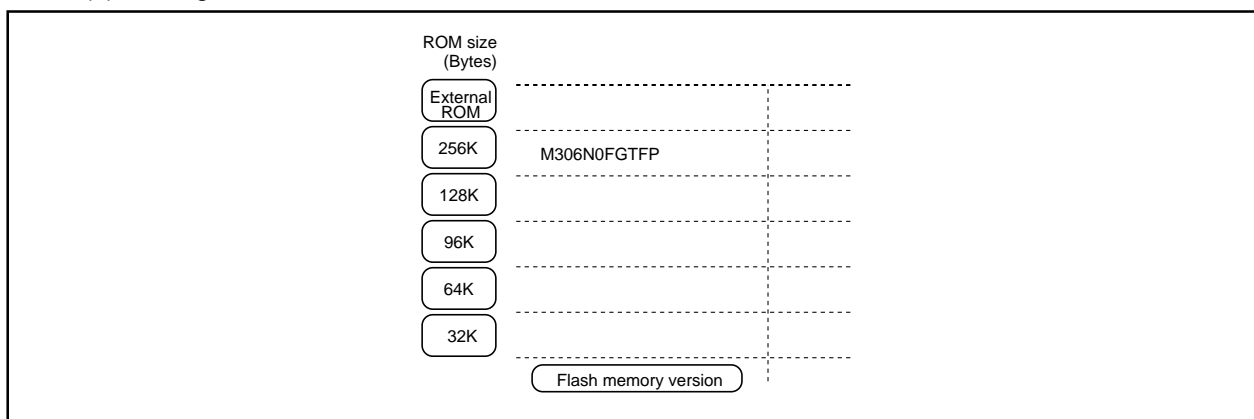 ROM size
(Bytes)
External
ROM
256K
M306N0FGTFP
128K
96K
64K
32K
Flash memory version